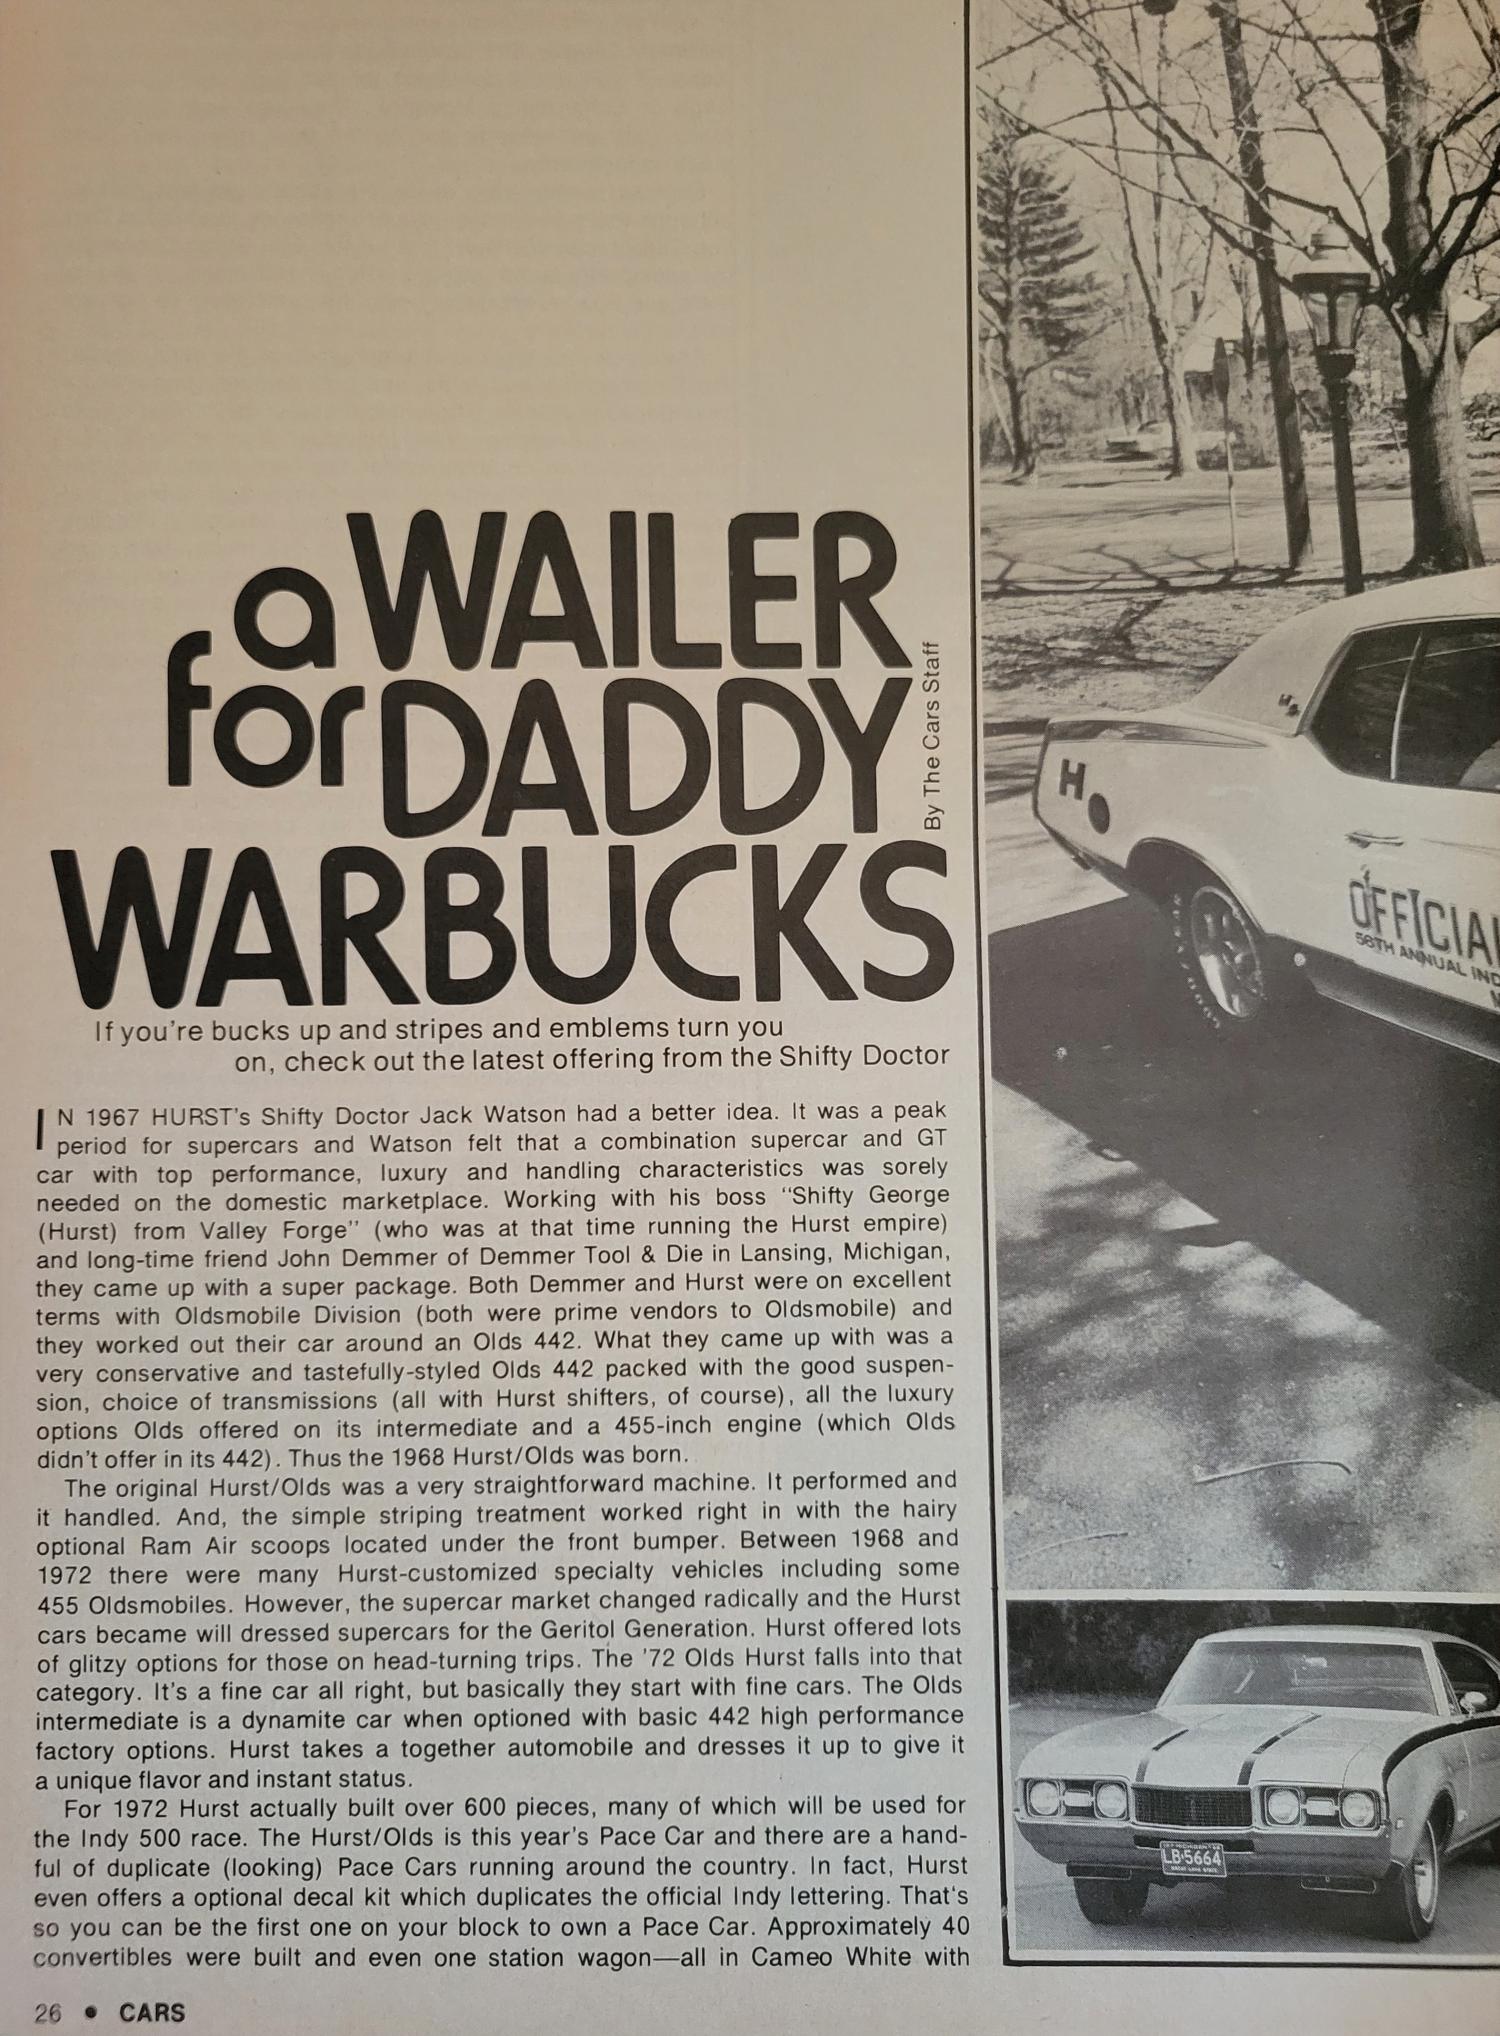 a WAILER
for DADDY
WARBUCKS
By The Cars Staff
If you're bucks up and stripes and emblems turn you
on, check out the latest offering from the Shifty Doctor
IN 1967 HURST's Shifty Doctor Jack Watson had a better idea. It was a peak
period for supercars and Watson felt that a combination supercar and GT
car with top performance, luxury and handling characteristics was sorely
needed on the domestic marketplace. Working with his boss "Shifty George
(Hurst) from Valley Forge" (who was at that time running the Hurst empire)
and long-time friend John Demmer of Demmer Tool & Die in Lansing, Michigan,
they came up with a super package. Both Demmer and Hurst were on excellent
terms with Oldsmobile Division (both were prime vendors to Oldsmobile) and
they worked out their car around an Olds 442. What they came up with was a
very conservative and tastefully-styled Olds 442 packed with the good suspen-
sion, choice of transmissions (all with Hurst shifters, of course), all the luxury
options Olds offered on its intermediate and a 455-inch engine (which Olds
didn't offer in its 442). Thus the 1968 Hurst/Olds was born.
The original Hurst/Olds was a very straightforward machine. It performed and
it handled. And, the simple striping treatment worked right in with the hairy
optional Ram Air scoops located under the front bumper. Between 1968 and
1972 there were many Hurst-customized specialty vehicles including some
455 Oldsmobiles. However, the supercar market changed radically and the Hurst
cars became will dressed supercars for the Geritol Generation. Hurst offered lots
of glitzy options for those on head-turning trips. The '72 Olds Hurst falls into that
category. It's a fine car all right, but basically they start with fine cars. The Olds
intermediate is a dynamite car when optioned with basic 442 high performance
factory options. Hurst takes a together automobile and dresses it up to give it
a unique flavor and instant status.
For 1972 Hurst actually built over 600 pieces, many of which will be used for
the Indy 500 race. The Hurst/Olds is this year's Pace Car and there are a hand-
ful of duplicate (looking) Pace Cars running around the country. In fact, Hurst
even offers a optional decal kit which duplicates the official Indy lettering. That's
so you can be the first one on your block to own a Pace Car. Approximately 40
convertibles were built and even one station wagon—all in Cameo White with
26 • CARS
H
OFFICIAL
56TH ANNUAL IND
LB·5664